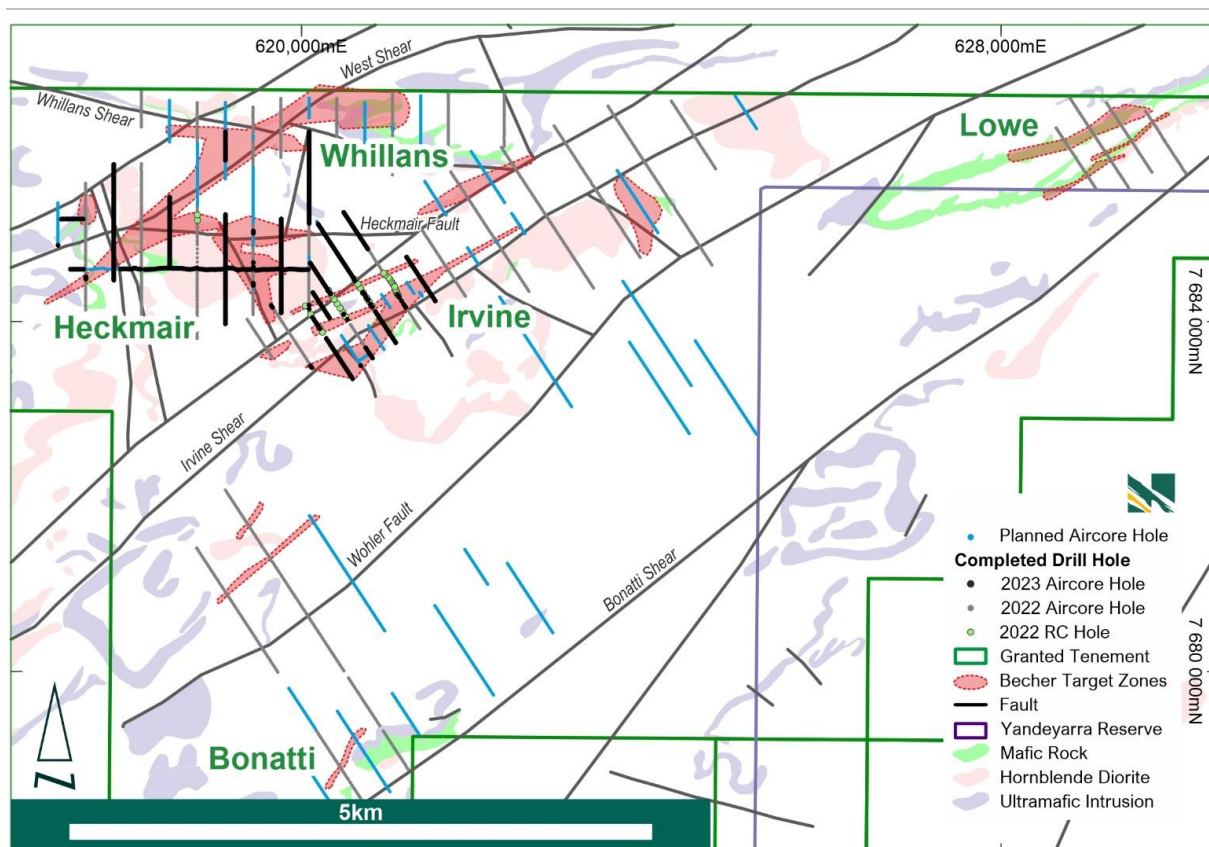 620,000mE
628,000mE
West Shear
Whillans Shear
Lowe
Whillans
Heckmair Fault
Heckmair
Irvine
7 684 000mN
Irvine Shear
Wohler Fault
Bonatti Shear
Planned Aircore Hole
Completed Drill Hole
2023 Aircore Hole
2022 Aircore Hole
2022 RC Hole
Granted Tenement
Becher Target Zones
Fault
Yandeyarra Reserve
Mafic Rock
Hornblende Diorite
Ultramafic Intrusion
7 680 000mN
Bonatti
Z
5km